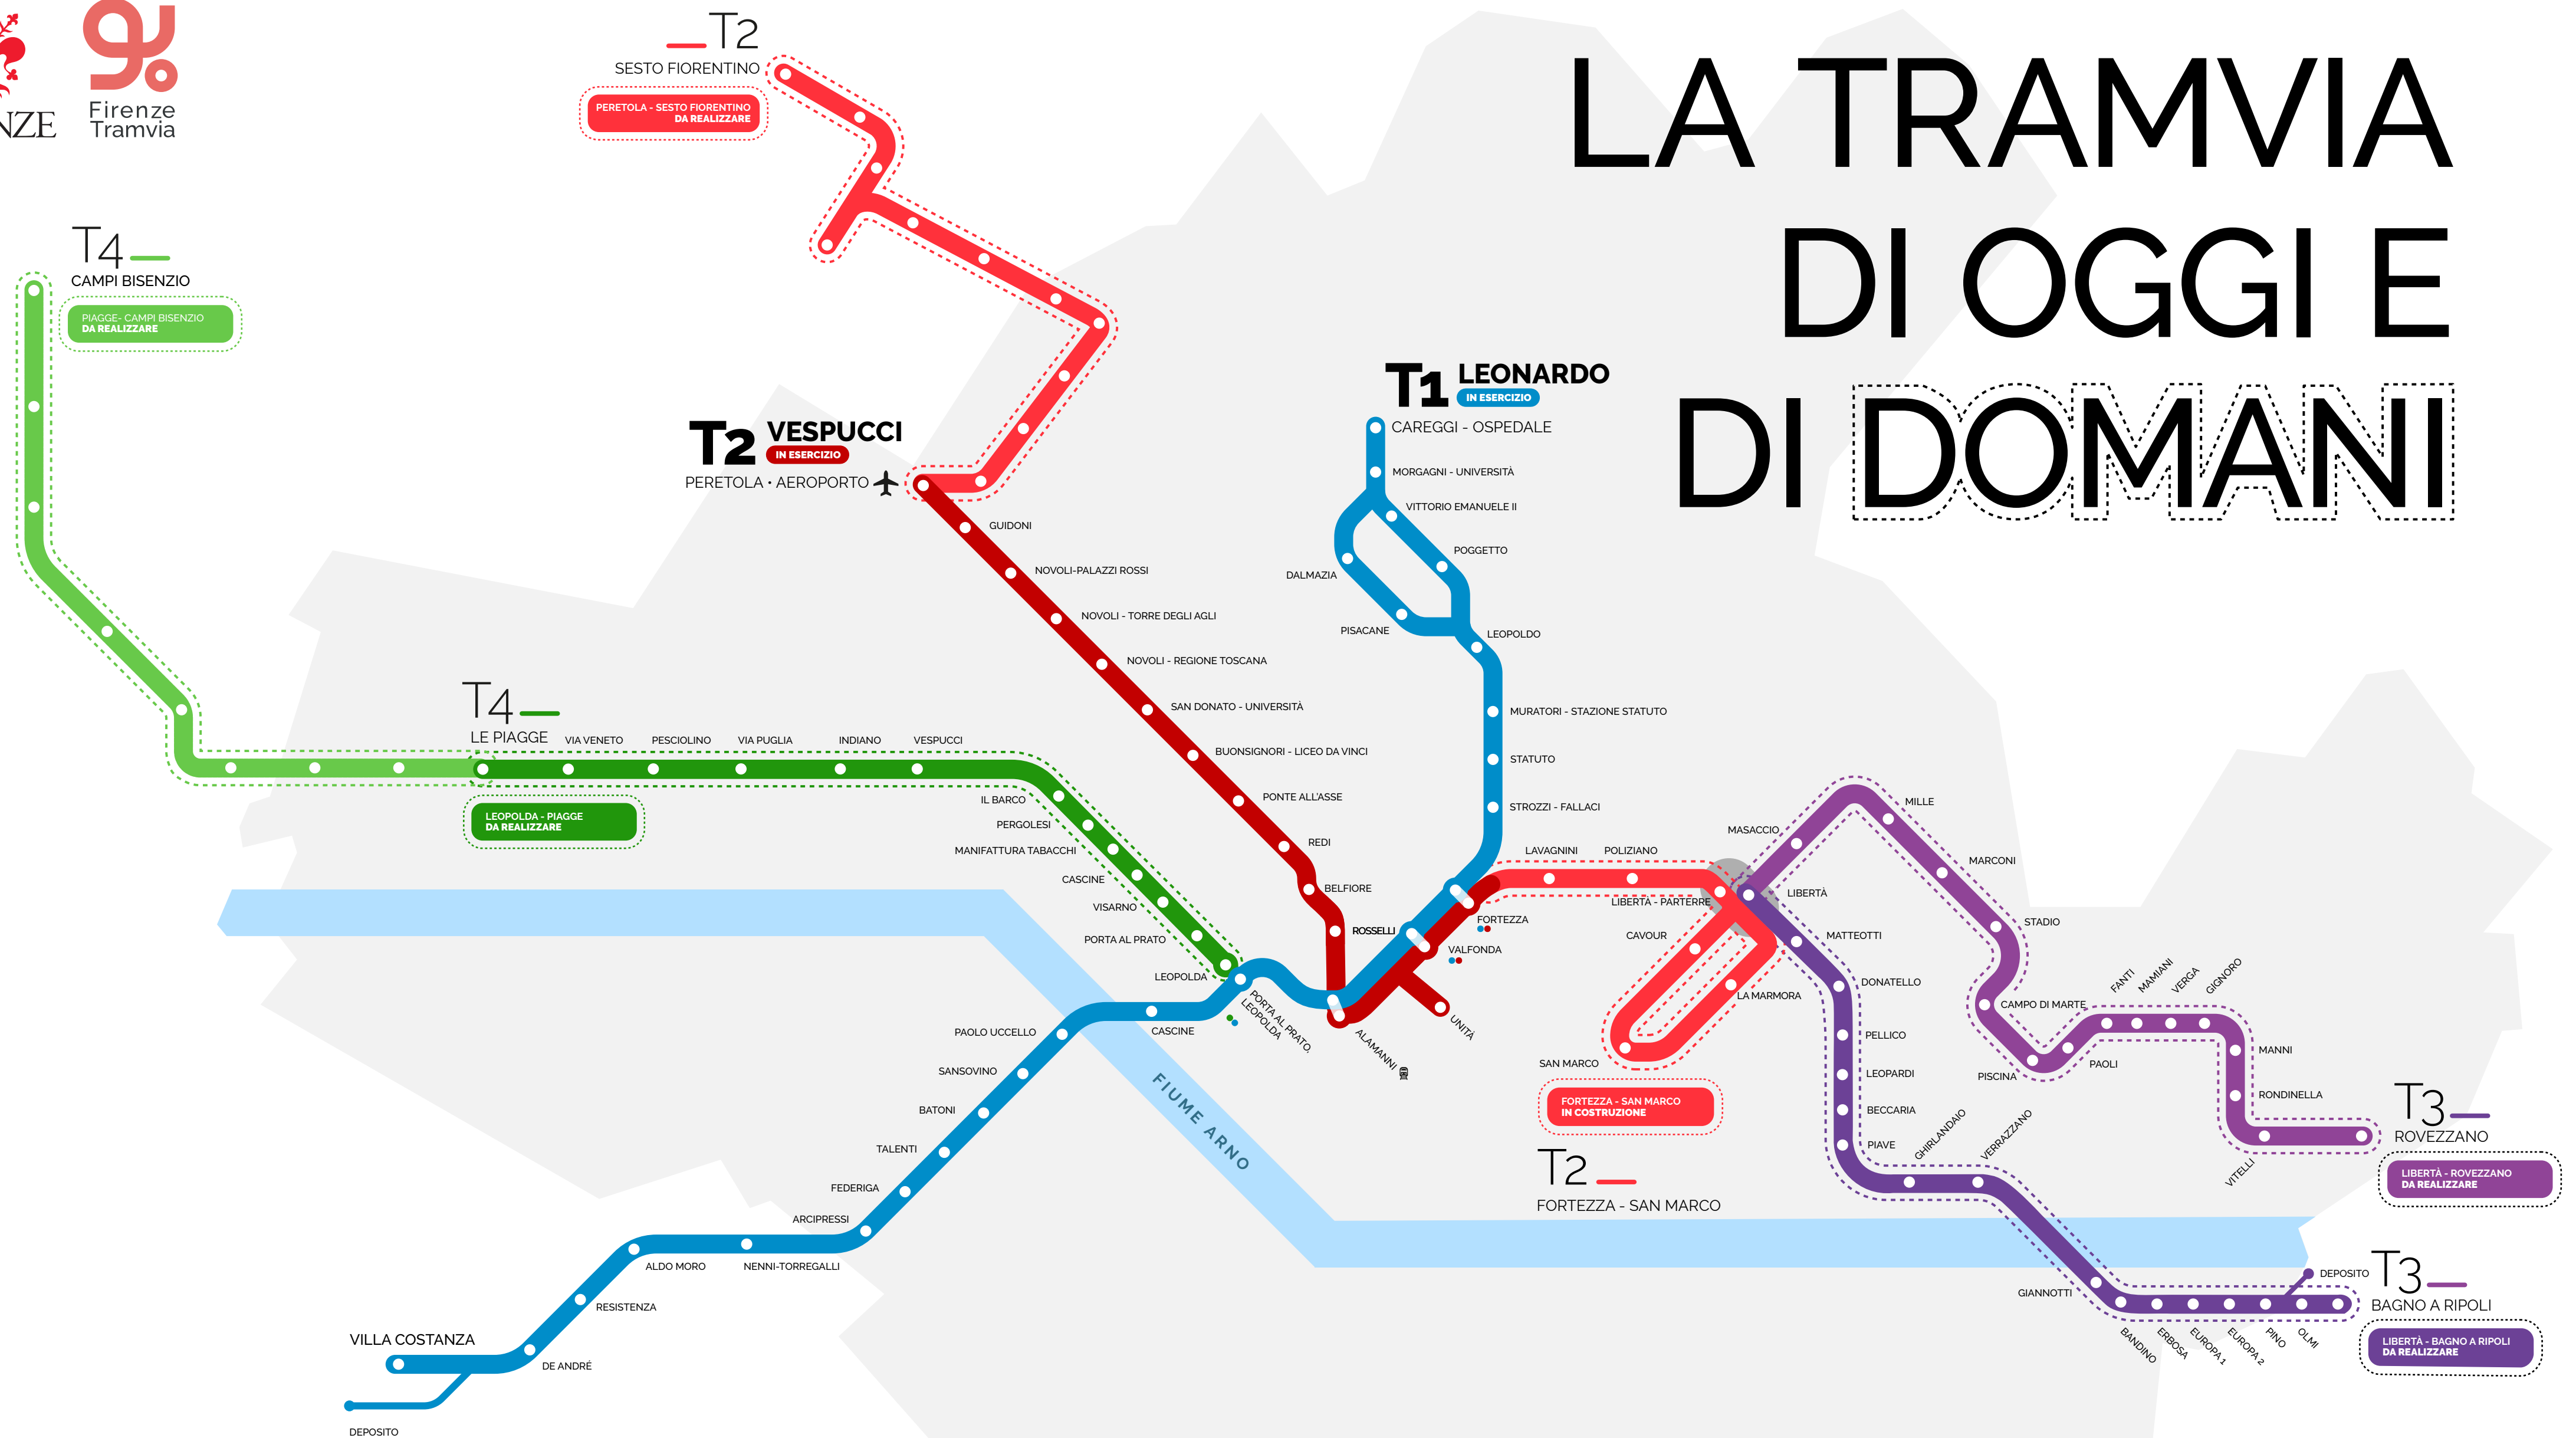 NZE
Firenze
Tramvia
LA TRAMVIA
DI OGGI E
DI DOMANI
T2
SESTO FIORENTINO
PERETOLA - SESTO FIORENTINO
DA REALIZZARE
T4
CAMPI BISENZIO
PIAGGE- CAMPI BISENZIO
DA REALIZZARE
T1 LEONARDO
IN ESERCIZIO
CAREGGI - OSPEDALE
MORGAGNI - UNIVERSITÀ
VITTORIO EMANUELE II
POGGETTO
DALMAZIA
PISACANE
LEOPOLDO
MURATORI - STAZIONE STATUTO
STATUTO
STROZZI - FALLACI
T2 VESPUCCI
IN ESERCIZIO
PERETOLA • AEROPORTO
GUIDONI
NOVOLI-PALAZZI ROSSI
NOVOLI - TORRE DEGLI AGLI
NOVOLI - REGIONE TOSCANA
SAN DONATO - UNIVERSITÀ
BUONSIGNORI - LICEO DA VINCI
PONTE ALL'ASSE
REDI
BELFIORE
ROSSELLI
T4
LE PIAGGE
VIA VENETO
PESCIOLINO
VIA PUGLIA
INDIANO
VESPUCCI
LEOPOLDA - PIAGGE
DA REALIZZARE
IL BARCO
PERGOLESI
MANIFATTURA TABACCHI
CASCINE
VISARNO
PORTA AL PRATO
LEOPOLDA
PORTA AL PRATO.
LEOPOLDA
ALAMANNI
UNITÀ
VALFONDA
FORTEZZA
LAVAGNINI
POLIZIANO
LIBERTÀ - PARTERRE
CAVOUR
LA MARMORA
SAN MARCO
FORTEZZA - SAN MARCO
IN COSTRUZIONE
T2
FORTEZZA - SAN MARCO
MASACCIO
MILLE
MARCONI
STADIO
CAMPO DI MARTE
PISCINA
PAOLI
FANTI
MAMIANI
VERGA
GIGNORO
MANNI
RONDINELLA
VITELLI
T3
ROVEZZANO
LIBERTÀ - ROVEZZANO
DA REALIZZARE
LIBERTÀ
MATTEOTTI
DONATELLO
PELLICO
LEOPARDI
BECCARIA
PIAVE
GHIRLANDAIO
VERRAZZANO
GIANNOTTI
BANDINO
ERBOSA
EUROPA 1
EUROPA 2
PINO
OLMI
DEPOSITO
T3
BAGNO A RIPOLI
LIBERTÀ - BAGNO A RIPOLI
DA REALIZZARE
FIUME ARNO
CASCINE
PAOLO UCCELLO
SANSOVINO
BATONI
TALENTI
FEDERIGA
ARCIPRESSI
NENNI-TORREGALLI
ALDO MORO
RESISTENZA
DE ANDRÉ
VILLA COSTANZA
DEPOSITO